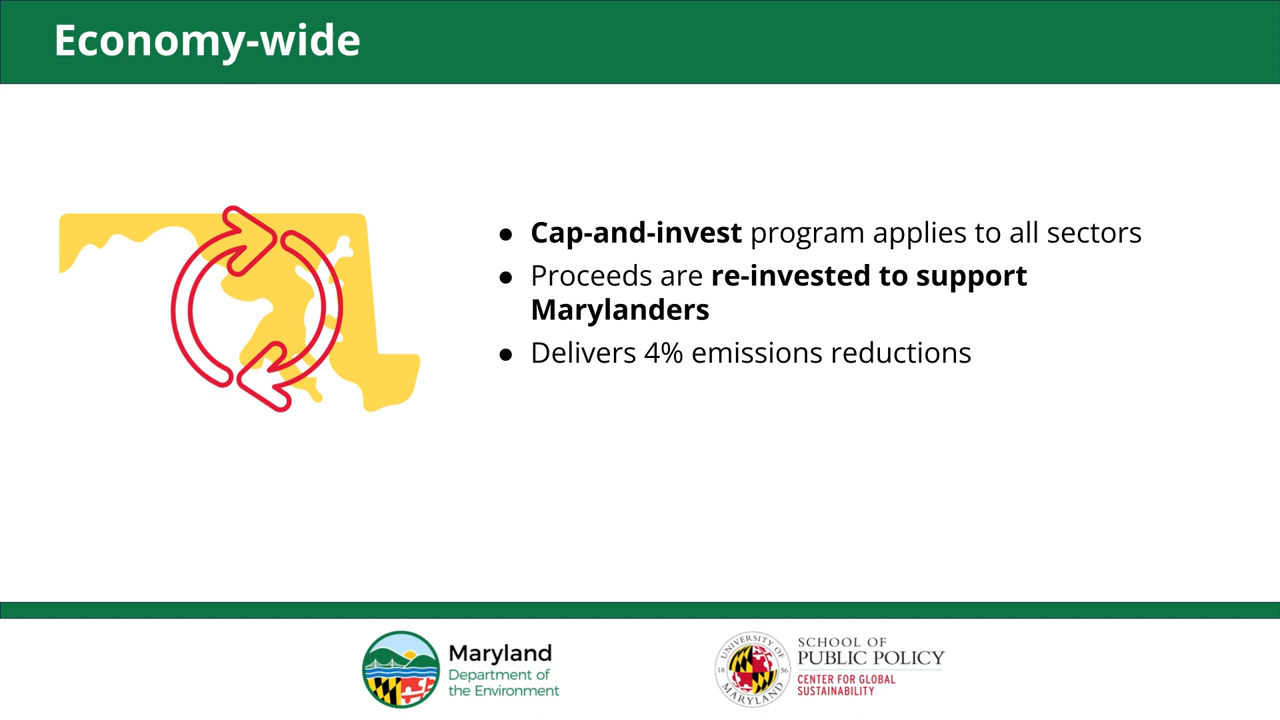 Economy-wide
● Cap-and-invest program applies to all sectors
● Proceeds are re-invested to support
Marylanders
● Delivers 4% emissions reductions
Maryland
Department of
the Environment
UNIVERSITY OF
18 56
MARYLAND
SCHOOL OF
PUBLIC POLICY
CENTER FOR GLOBAL
SUSTAINABILITY